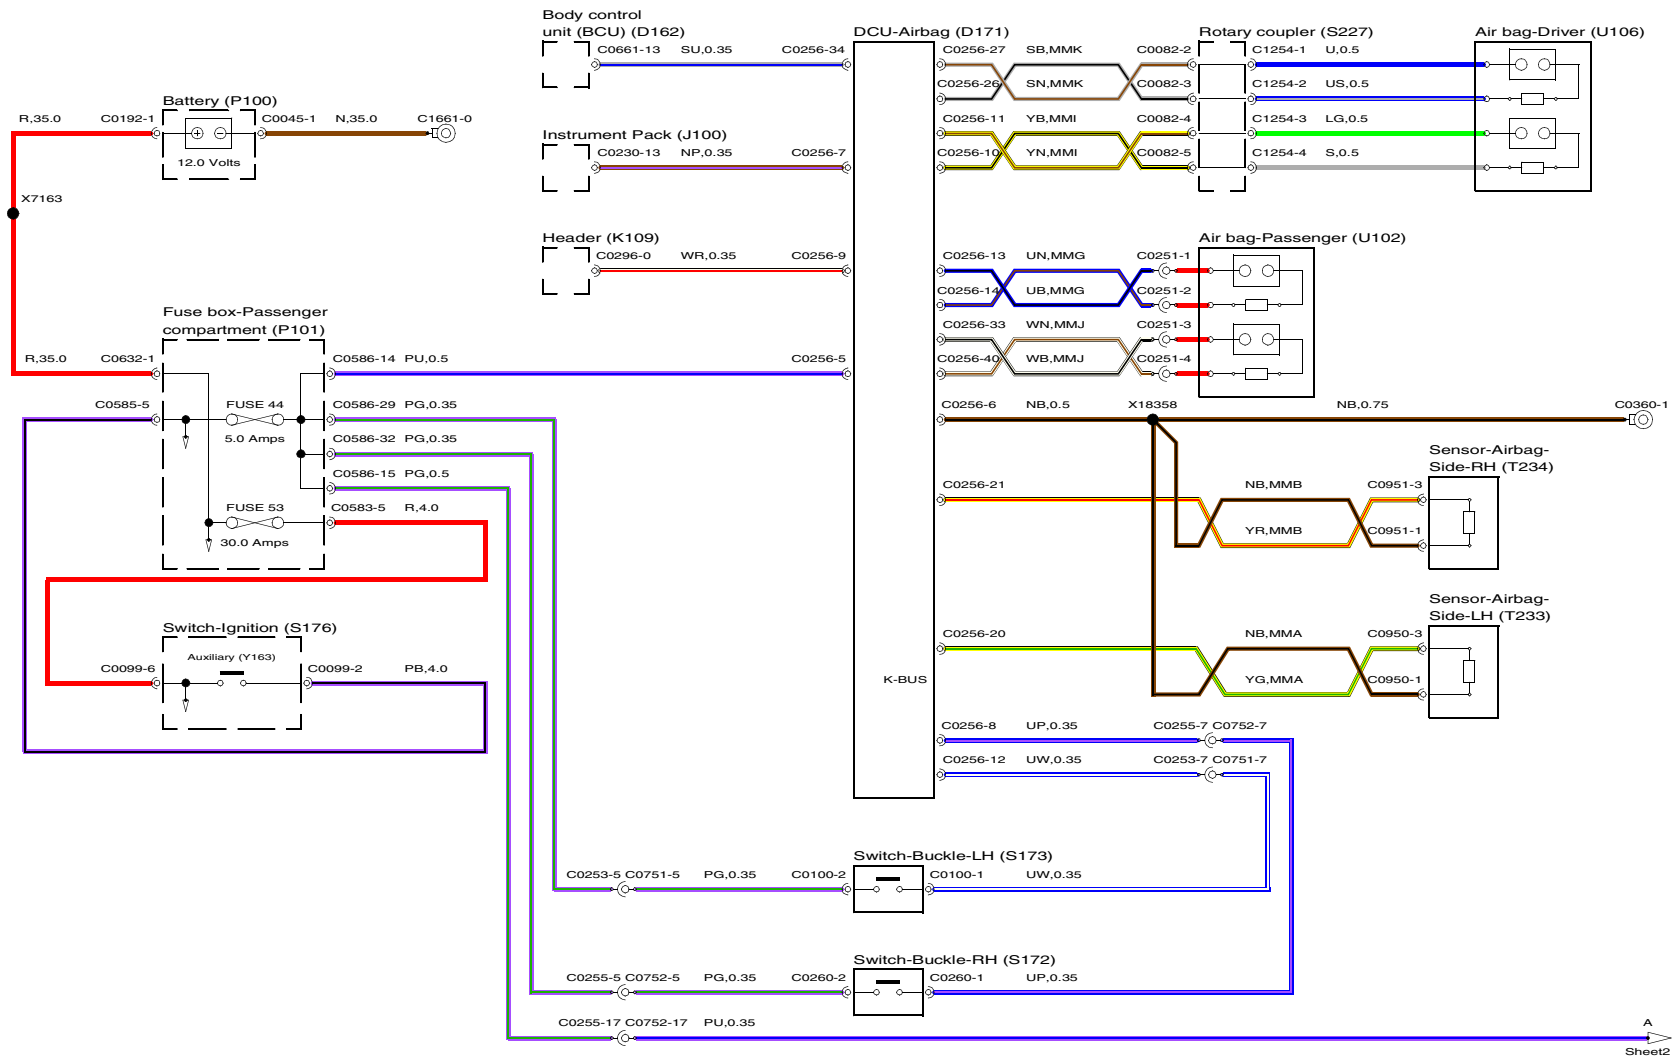 Body control
unit (BCU) (D162)
DCU-Airbag (D171)
Rotary coupler (S227)
Air bag-Driver (U106)
C0661-13 SU,0.35 C0256-34
C0256-27 SB,MMK C0082-2
C1254-1 U,0.5
C0256-26 SN,MMK C0082-3
C1254-2 US,0.5
Battery (P100)
R,35.0 C0192-1
C0045-1 N,35.0 C1661-0
12.0 Volts
C0256-11 YB,MMI C0082-4
C1254-3 LG,0.5
Instrument Pack (J100)
C0230-13 NP,0.35 C0256-7
C0256-10 YN,MMI C0082-5
C1254-4 S,0.5
X7163
Header (K109)
Air bag-Passenger (U102)
C0296-0 WR,0.35 C0256-9
C0256-13 UN,MMG C0251-1
C0256-14 UB,MMG C0251-2
Fuse box-Passenger
compartment (P101)
C0256-33 WN,MMJ C0251-3
R,35.0 C0632-1
C0586-14 PU,0.5 C0256-5
C0256-40 WB,MMJ C0251-4
C0585-5
FUSE 44
5.0 Amps
C0586-29 PG,0.35
C0256-6 NB,0.5 X18358 NB,0.75 C0360-1
C0586-32 PG,0.35
Sensor-Airbag-
Side-RH (T234)
C0586-15 PG,0.5
C0256-21 NB,MMB C0951-3
FUSE 53
30.0 Amps
C0583-5 R,4.0
YR,MMB C0951-1
Sensor-Airbag-
Side-LH (T233)
Switch-Ignition (S176)
Auxiliary (Y163)
C0256-20 NB,MMA C0950-3
C0099-6
C0099-2 PB,4.0
K-BUS
YG,MMA C0950-1
C0256-8 UP,0.35 C0255-7 C0752-7
C0256-12 UW,0.35 C0253-7 C0751-7
Switch-Buckle-LH (S173)
C0253-5 C0751-5 PG,0.35 C0100-2
C0100-1 UW,0.35
Switch-Buckle-RH (S172)
C0255-5 C0752-5 PG,0.35 C0260-2
C0260-1 UP,0.35
C0255-17 C0752-17 PU,0.35
A
Sheet2